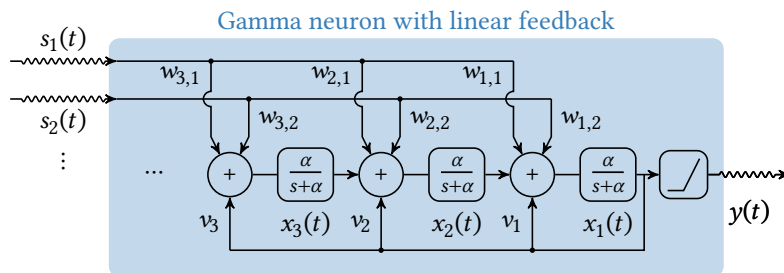 Gamma neuron with linear feedback
s₁(t)
w₃,₁ w₂,₁ w₁,₁
s₂(t)
w₃,₂ w₂,₂ w₁,₂
⋮
... + α/(s+α) + α/(s+α) + α/(s+α)
v₃ x₃(t) v₂ x₂(t) v₁ x₁(t) y(t)